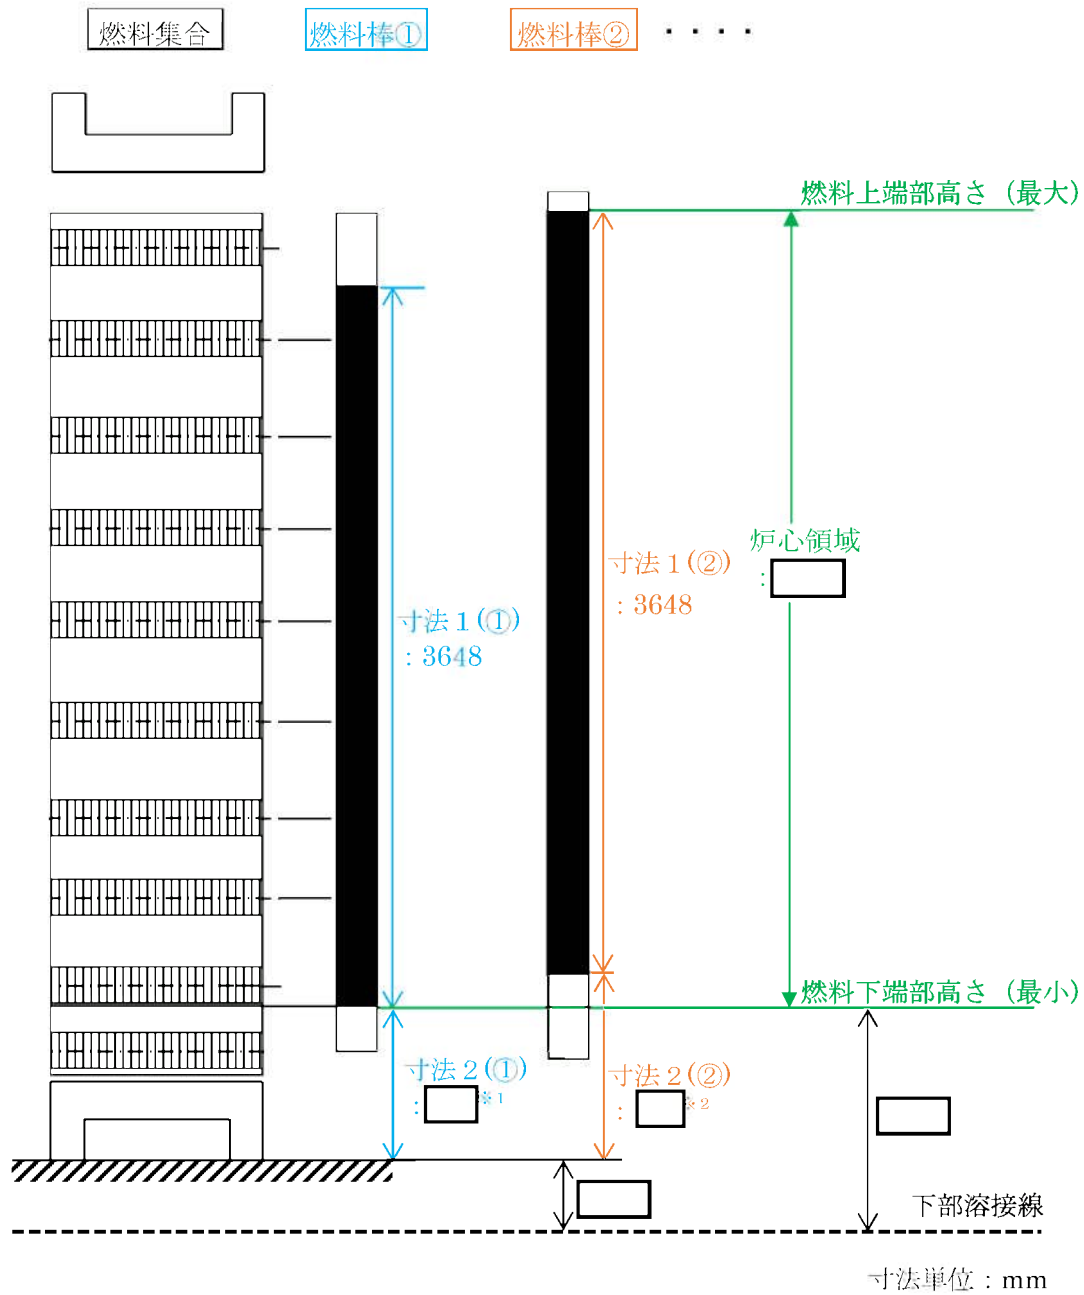 燃料集合 燃料棒① 燃料棒② ・・・・
燃料上端部高さ（最大）
炉心領域
：
寸法１(②)
：3648
寸法１(①)
：3648
燃料下端部高さ（最小）
寸法２(①)
：※１
寸法２(②)
：※２
下部溶接線
寸法単位：mm